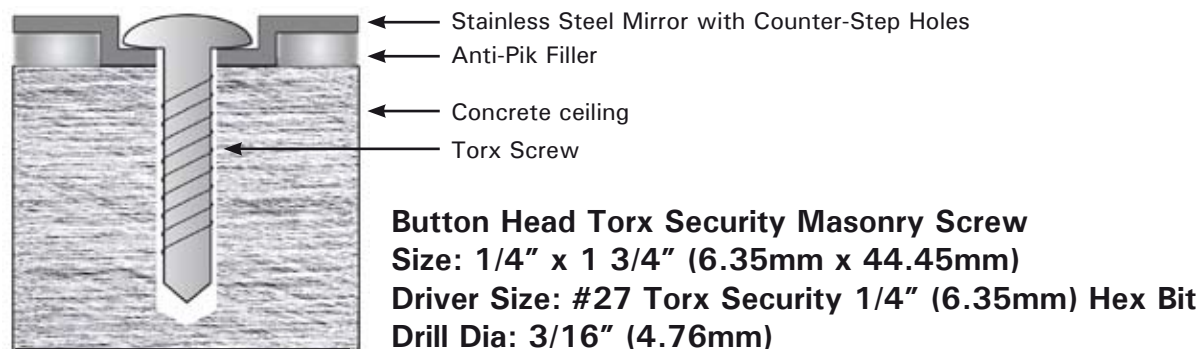 Stainless Steel Mirror with Counter-Step Holes
Anti-Pik Filler
Concrete ceiling
Torx Screw
Button Head Torx Security Masonry Screw
Size: 1/4” x 1 3/4” (6.35mm x 44.45mm)
Driver Size: #27 Torx Security 1/4” (6.35mm) Hex Bit
Drill Dia: 3/16” (4.76mm)